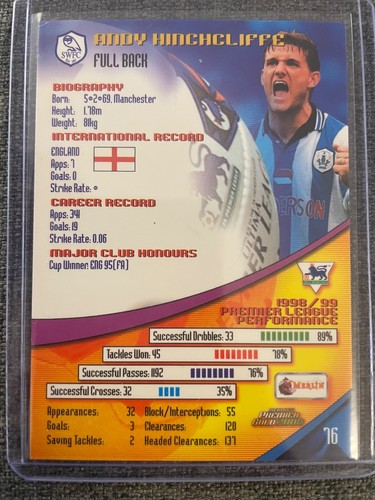 ANDY HINCHCLIFFE
SWFC
FULL BACK
BIOGRAPHY
Born: 5•2•69, Manchester
Height: 1.78m
Weight: 81kg
INTERNATIONAL RECORD
ENGLAND
Apps: 7
Goals: 0
Strike Rate: •
CAREER RECORD
Apps: 341
Goals: 19
Strike Rate: 0.06
MAJOR CLUB HONOURS
Cup Winner: ENG 95(FA)
1998/99
PREMIER LEAGUE
PERFORMANCE
Successful Dribbles: 33 89%
Tackles Won: 45 78%
Successful Passes: 1192 76%
Successful Crosses: 32 35%
Appearances: 32 Block/Interceptions: 55
Goals: 3 Clearances: 120
Saving Tackles: 2 Headed Clearances: 137
PREMIER
GOLD 2000
76